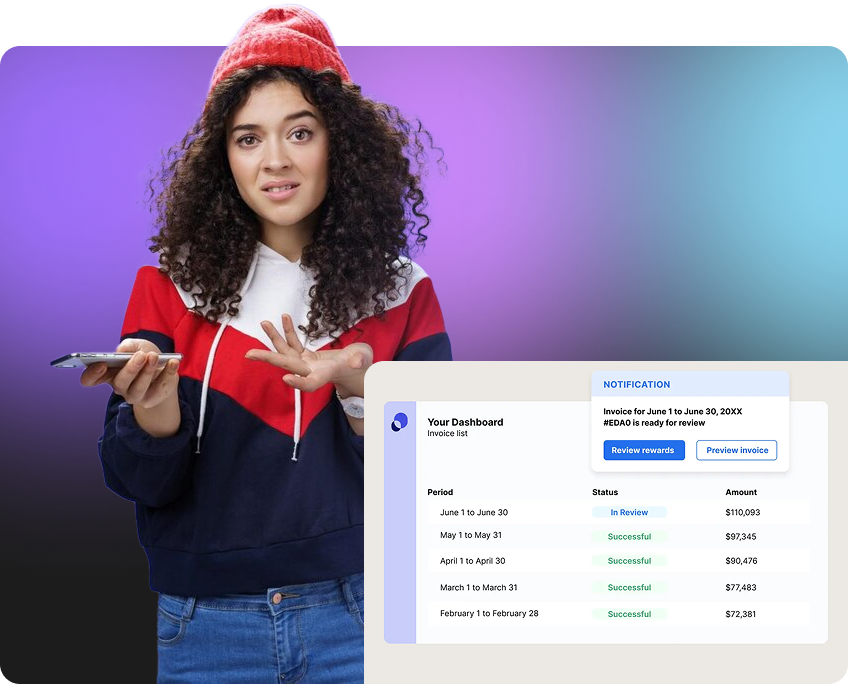 NOTIFICATION
Invoice for June 1 to June 30, 20XX
#EDA0 is ready for review
Review rewards Preview invoice
Your Dashboard
Invoice list
Period Status Amount
June 1 to June 30 In Review $110,093
May 1 to May 31 Successful $97,345
April 1 to April 30 Successful $90,476
March 1 to March 31 Successful $77,483
February 1 to February 28 Successful $72,381